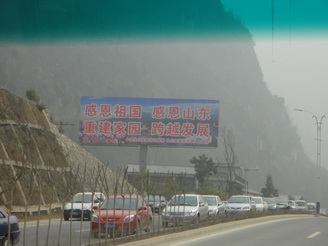 感恩祖国 感恩山东
重建家园 跨越发展